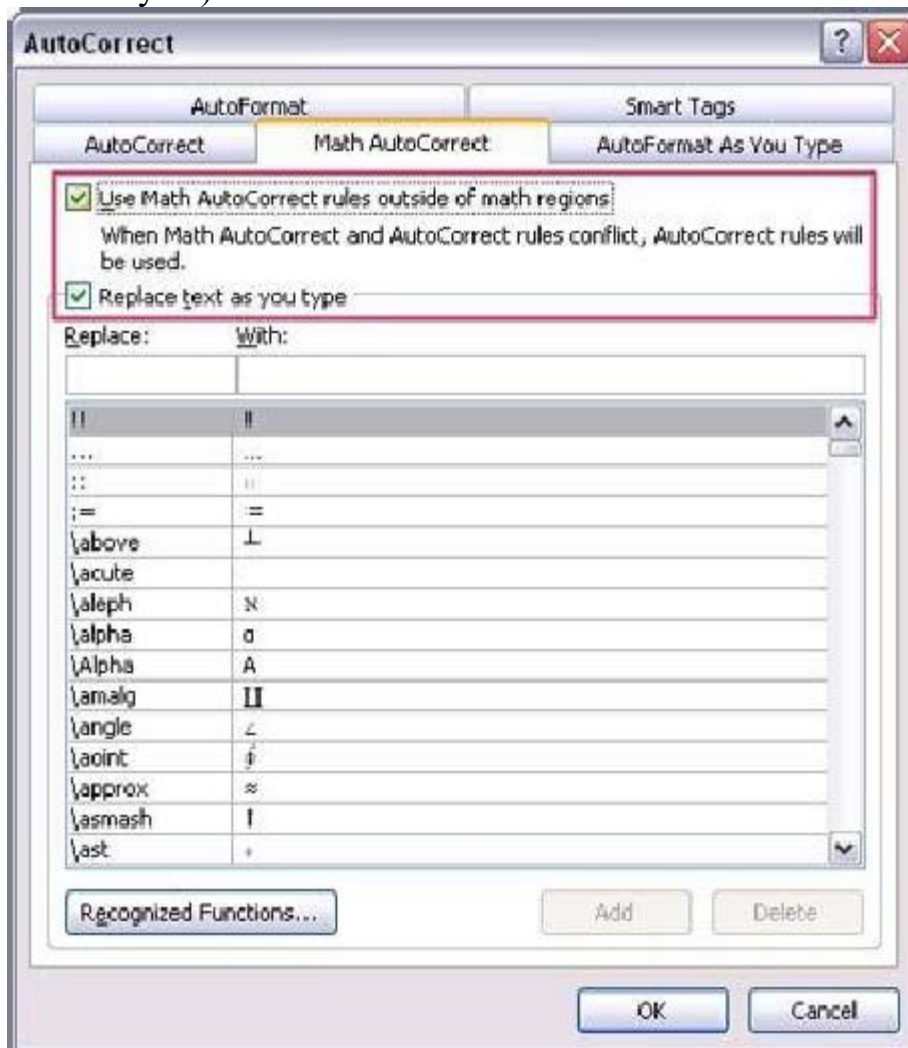 AutoCorrect
AutoFormat Smart Tags
AutoCorrect Math AutoCorrect AutoFormat As You Type
Use Math AutoCorrect rules outside of math regions
When Math AutoCorrect and AutoCorrect rules conflict, AutoCorrect rules will
be used.
Replace text as you type
Replace: With:
!! ‼
... …
:: ∷
:= ≔
\above ┴
\acute
\aleph ℵ
\alpha α
\Alpha Α
\amalg ∐
\angle ∠
\aoint ∳
\approx ≈
\asmash ↑
\ast
Recognized Functions... Add Delete
OK Cancel